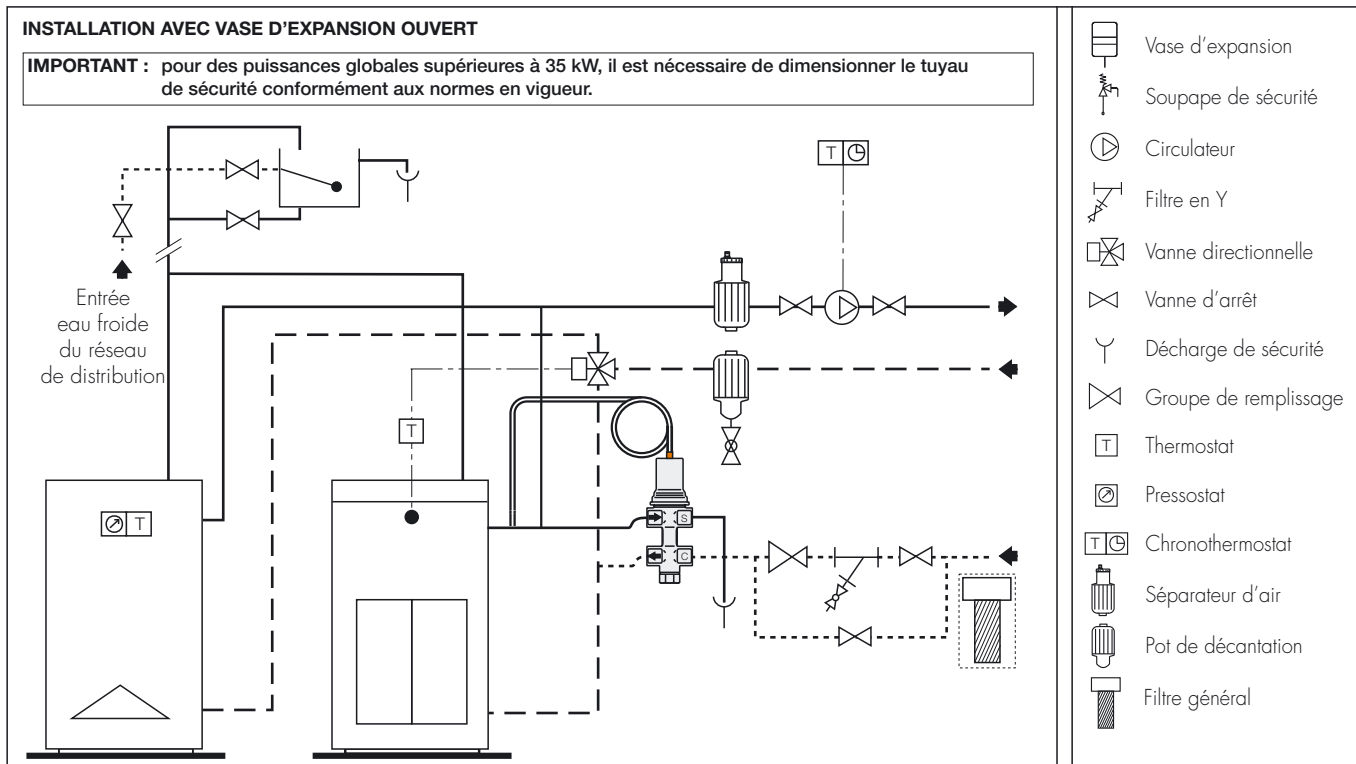 INSTALLATION AVEC VASE D'EXPANSION OUVERT
IMPORTANT : pour des puissances globales supérieures à 35 kW, il est nécessaire de dimensionner le tuyau
de sécurité conformément aux normes en vigueur.
T
Entrée
eau froide
du réseau
de distribution
T
T
S
C
Vase d'expansion
Soupape de sécurité
Circulateur
Filtre en Y
Vanne directionnelle
Vanne d'arrêt
Décharge de sécurité
Groupe de remplissage
T Thermostat
Pressostat
T Chronothermostat
Séparateur d'air
Pot de décantation
Filtre général